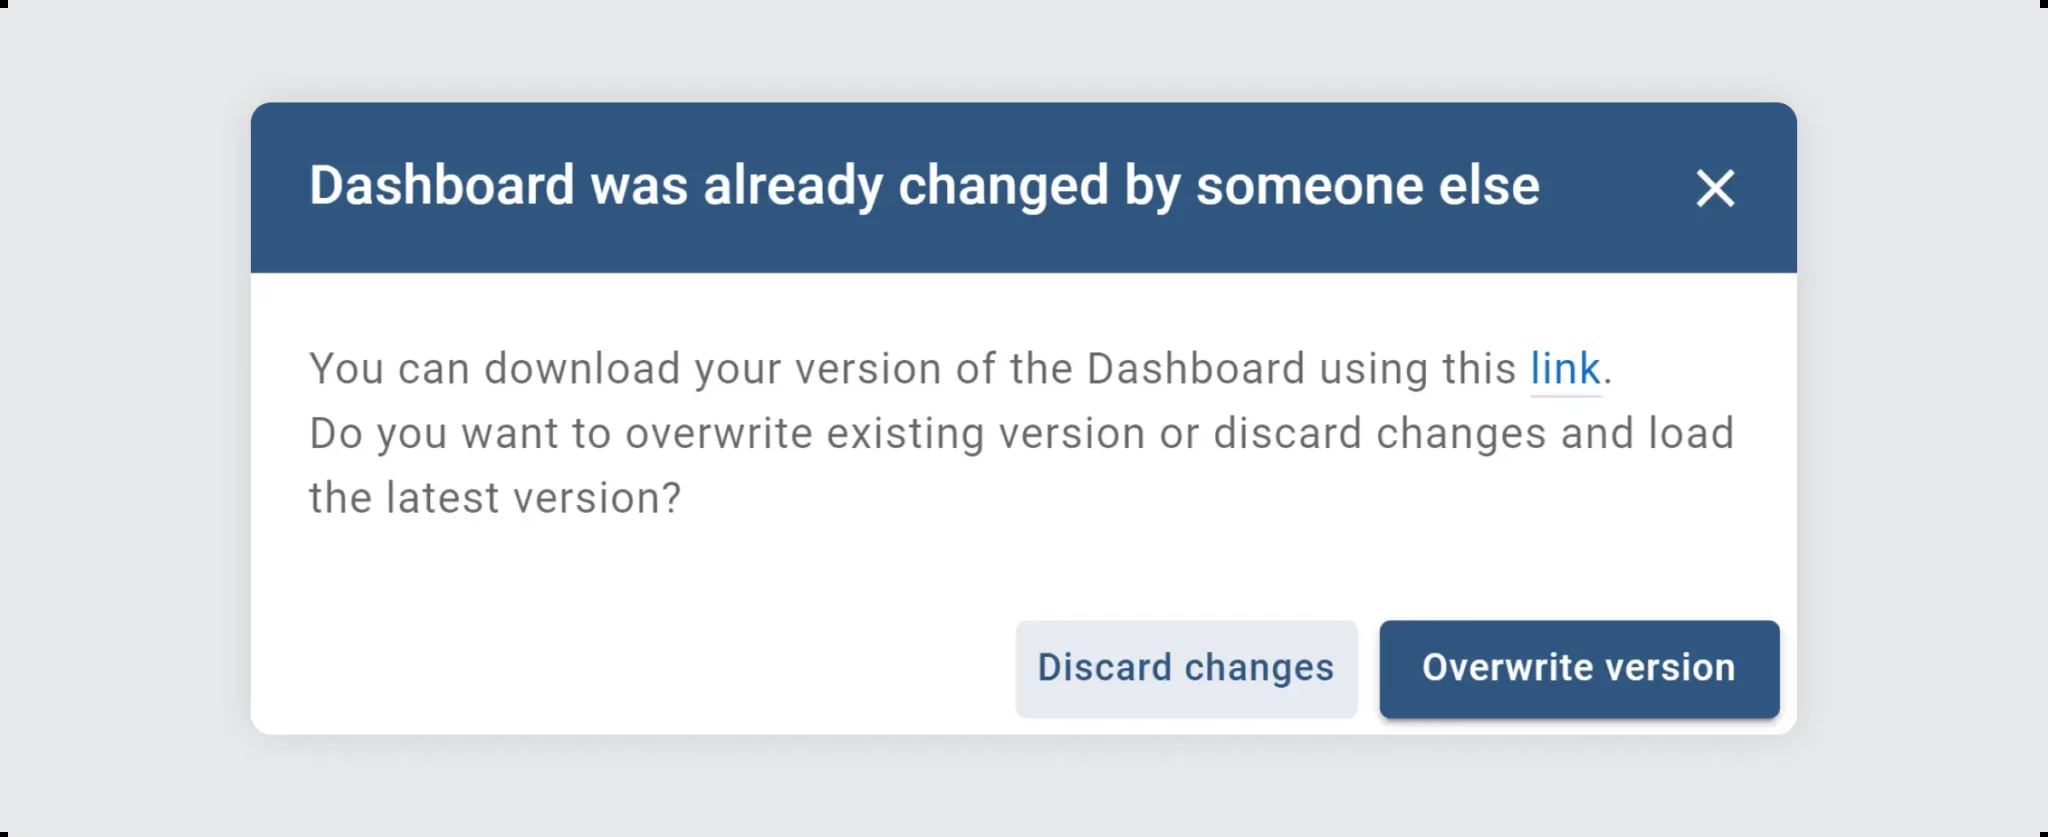 Dashboard was already changed by someone else
You can download your version of the Dashboard using this link.
Do you want to overwrite existing version or discard changes and load
the latest version?
Discard changes
Overwrite version